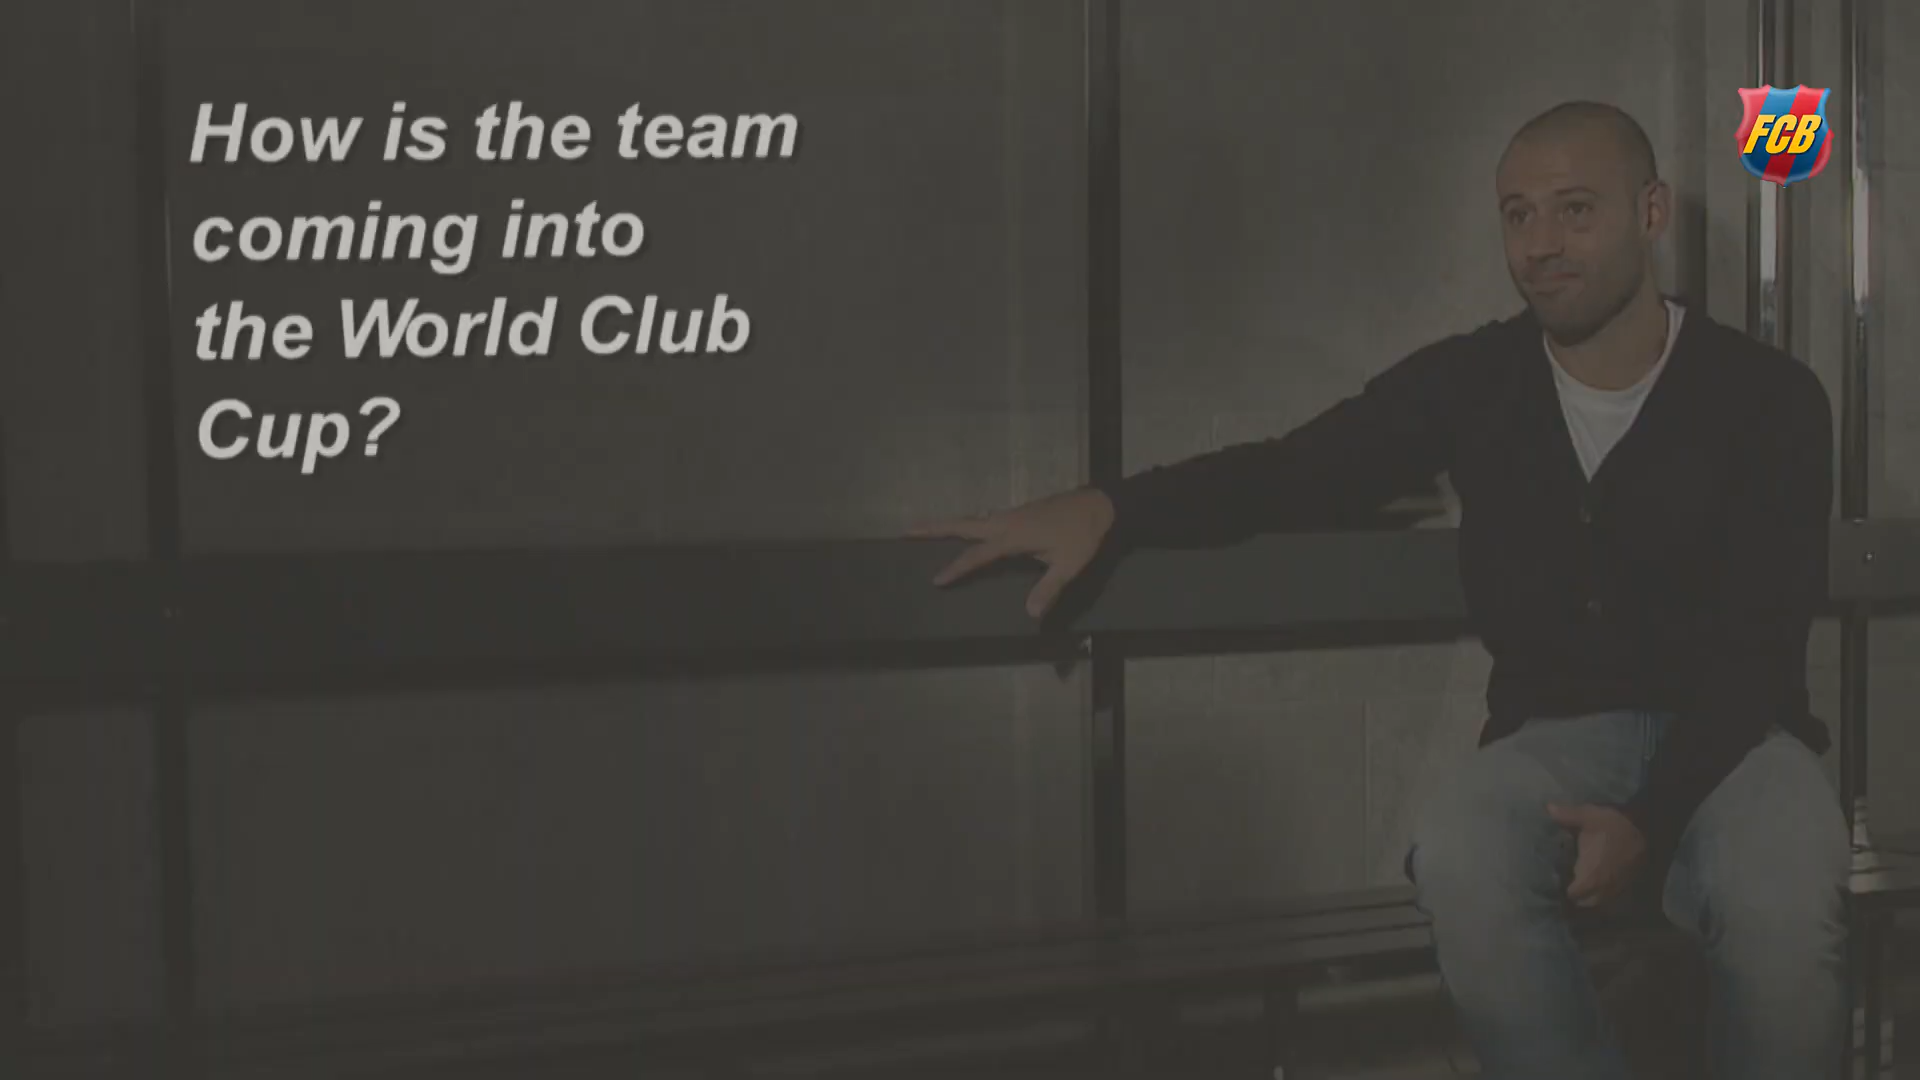 How is the team
coming into
the World Club
Cup?
FCB